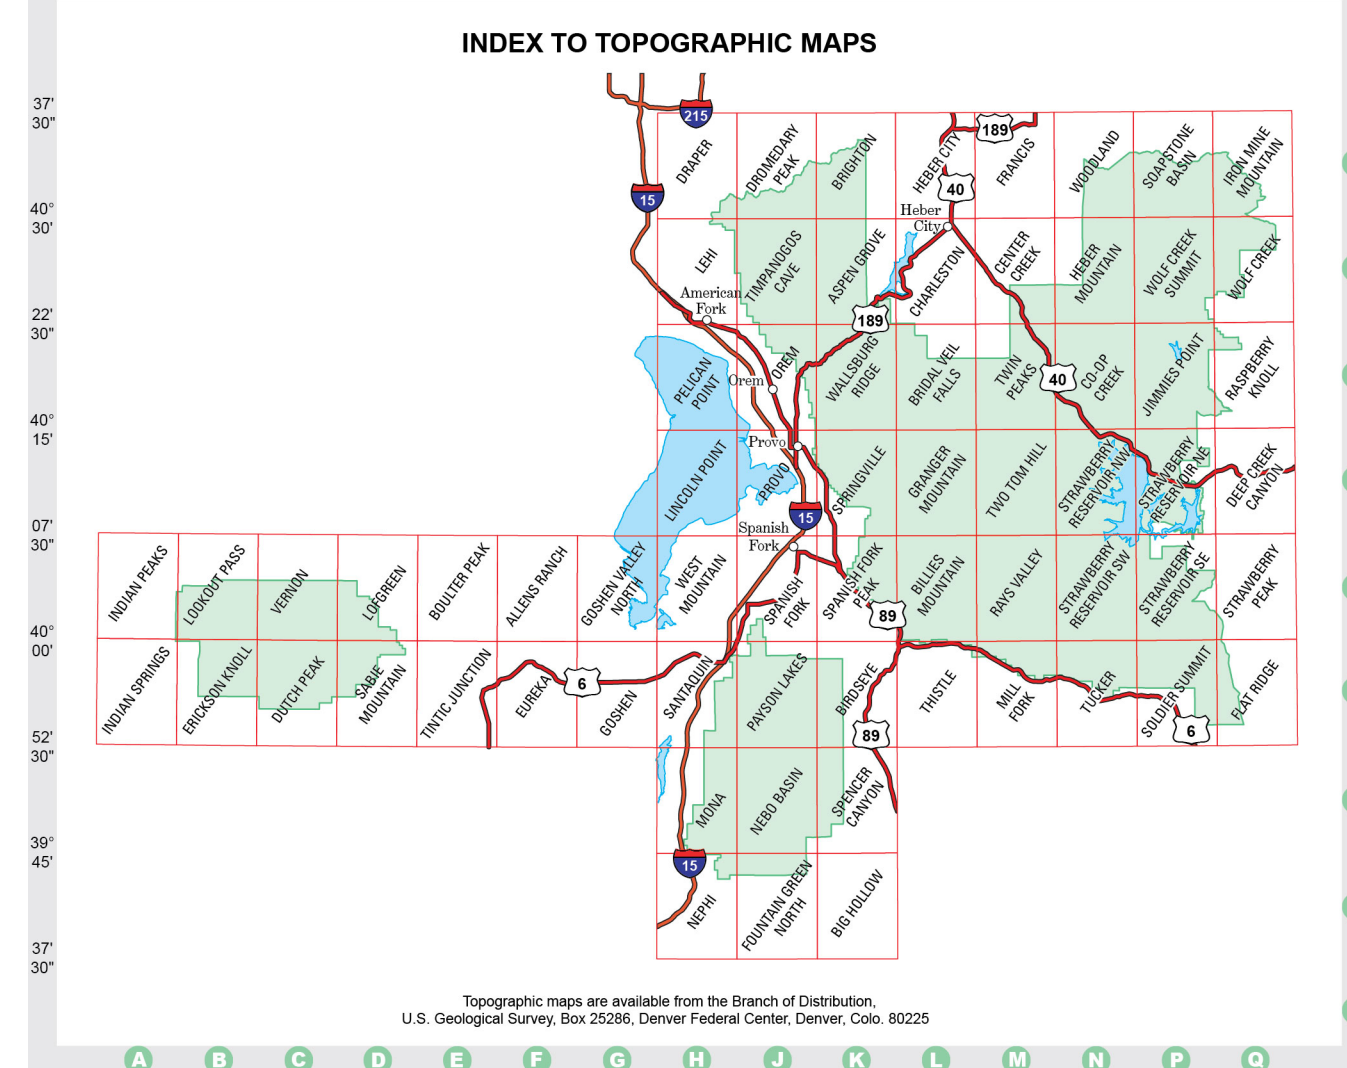 INDEX TO TOPOGRAPHIC MAPS
37'
30"
215
189
DRAPER
DROMEDARY
PEAK
BRIGHTON
HEBER CITY
FRANCIS
WOODLAND
SOAPSTONE
BASIN
IRON MINE
MOUNTAIN
15
40
40°
30'
Heber
City
LEHI
TIMPANOGOS
CAVE
ASPEN GROVE
CHARLESTON
CENTER
CREEK
HEBER
MOUNTAIN
WOLF CREEK
SUMMIT
WOLF CREEK
American
Fork
22'
30"
189
PELICAN
POINT
Orem
OREM
WALLSBURG
RIDGE
BRIDAL VEIL
FALLS
TWIN
PEAKS
40
CO-OP
CREEK
JIMMIES POINT
RASPBERRY
KNOLL
40°
15'
Provo
LINCOLN POINT
PROVO
SPRINGVILLE
GRANGER
MOUNTAIN
TWO TOM HILL
STRAWBERRY
RESERVOIR NW
STRAWBERRY
RESERVOIR NE
DEEP CREEK
CANYON
15
07'
30"
Spanish
Fork
INDIAN PEAKS
LOOKOUT PASS
VERNON
LOFGREEN
BOULTER PEAK
ALLENS RANCH
GOSHEN VALLEY
NORTH
WEST
MOUNTAIN
SPANISH
FORK
SPANISH FORK
PEAK
BILLIES
MOUNTAIN
RAYS VALLEY
STRAWBERRY
RESERVOIR SW
STRAWBERRY
RESERVOIR SE
STRAWBERRY
PEAK
89
40°
00'
INDIAN SPRINGS
ERICKSON KNOLL
DUTCH PEAK
SABIE
MOUNTAIN
TINTIC JUNCTION
EUREKA
6
GOSHEN
SANTAQUIN
PAYSON LAKES
BIRDSEYE
THISTLE
MILL
FORK
TUCKER
SOLDIER SUMMIT
FLAT RIDGE
89
6
52'
30"
MONA
NEBO BASIN
SPENCER
CANYON
39°
45'
15
NEPHI
FOUNTAIN GREEN
NORTH
BIG HOLLOW
37'
30"
Topographic maps are available from the Branch of Distribution,
U.S. Geological Survey, Box 25286, Denver Federal Center, Denver, Colo. 80225
A B C D E F G H J K L M N P Q